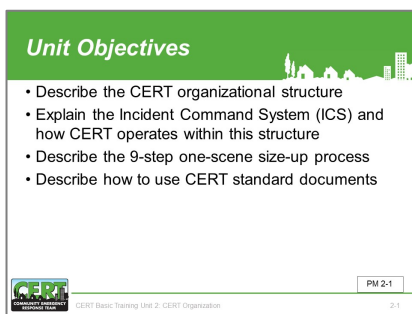 Unit Objectives
• Describe the CERT organizational structure
• Explain the Incident Command System (ICS) and
how CERT operates within this structure
• Describe the 9-step one-scene size-up process
• Describe how to use CERT standard documents
PM 2-1
CERT
COMMUNITY EMERGENCY
RESPONSE TEAM
CERT Basic Training Unit 2: CERT Organization
2-1